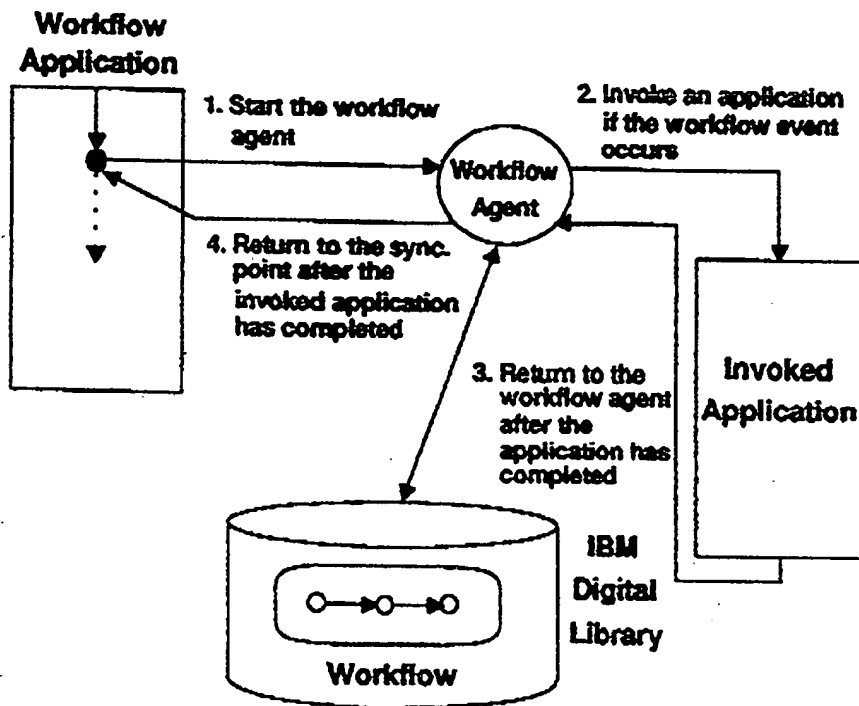 Workflow
Application
1. Start the workflow
agent
2. Invoke an application
if the workflow event
occurs
Workflow
Agent
4. Return to the sync.
point after the
invoked application
has completed
3. Return to the
workflow agent
after the
application has
completed
Invoked
Application
IBM
Digital
Library
Workflow